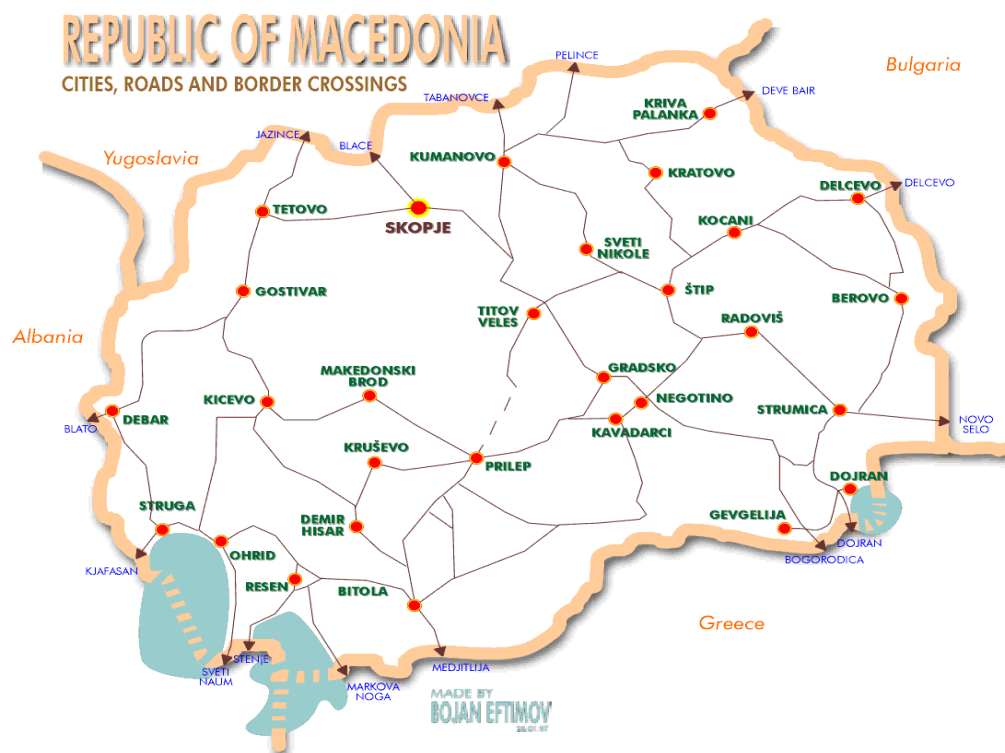 REPUBLIC OF MACEDONIA
CITIES, ROADS AND BORDER CROSSINGS
PELINCE
Bulgaria
TABANOVCE
DEVE BAIR
KRIVA
PALANKA
JAZINCE
BLACE
Yugoslavia
KUMANOVO
KRATOVO
DELCEVO
DELCEVO
TETOVO
SKOPJE
KOCANI
SVETI
NIKOLE
GOSTIVAR
ŠTIP
BEROVO
TITOV
VELES
RADOVIŠ
Albania
MAKEDONSKI
BROD
GRADSKO
KICEVO
NEGOTINO
STRUMICA
DEBAR
BLATO
KAVADARCI
NOVO
SELO
KRUŠEVO
PRILEP
DOJRAN
STRUGA
DEMIR
HISAR
GEVGELIJA
OHRID
DOJRAN
BOGORODICA
KJAFASAN
RESEN
BITOLA
Greece
STENJE
SVETI
NAUM
MEDJITLIJA
MARKOVA
NOGA
MADE BY
BOJAN EFTIMOV